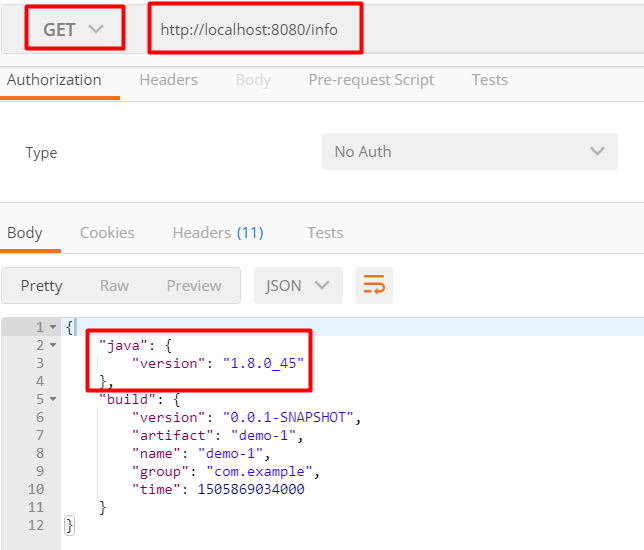 GET http://localhost:8080/info
Authorization Headers Body Pre-request Script Tests
Type No Auth
Body Cookies Headers (11) Tests
Pretty Raw Preview JSON
1 {
2 "java": {
3 "version": "1.8.0_45"
4 },
5 "build": {
6 "version": "0.0.1-SNAPSHOT",
7 "artifact": "demo-1",
8 "name": "demo-1",
9 "group": "com.example",
10 "time": 1505869034000
11 }
12 }